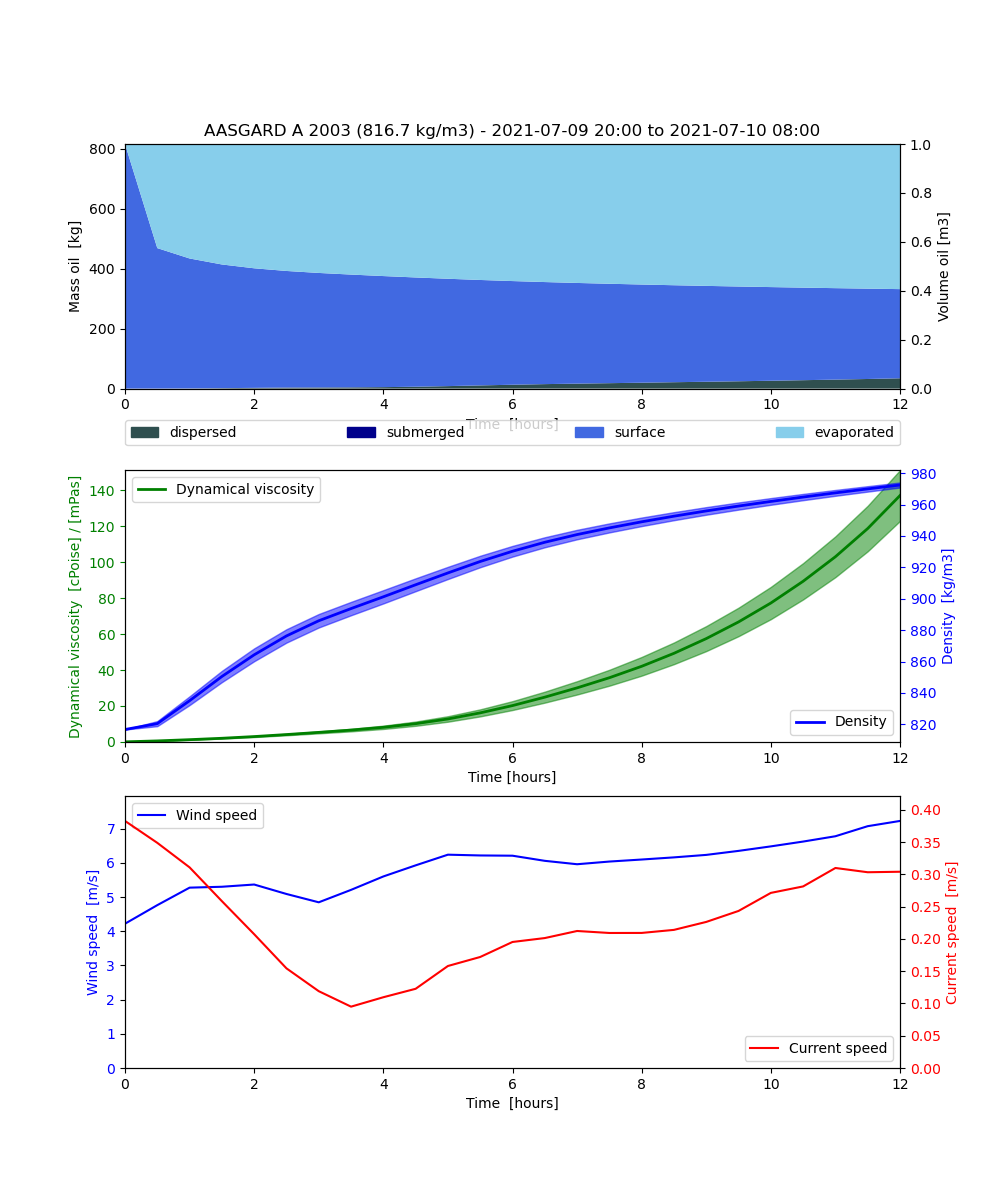 AASGARD A 2003 (816.7 kg/m3) - 2021-07-09 20:00 to 2021-07-10 08:00
Mass oil [kg]
800
600
400
200
0
1.0
0.8
0.6
0.4
0.2
0.0
Volume oil [m3]
0 2 4 6 8 10 12
Time [hours]
dispersed submerged surface evaporated
Dynamical viscosity [cPoise] / [mPas]
140
120
100
80
60
40
20
0
Dynamical viscosity
Density
980
960
940
920
900
880
860
840
820
Density [kg/m3]
0 2 4 6 8 10 12
Time [hours]
Wind speed [m/s]
7
6
5
4
3
2
1
0
Wind speed
Current speed
0.40
0.35
0.30
0.25
0.20
0.15
0.10
0.05
0.00
Current speed [m/s]
0 2 4 6 8 10 12
Time [hours]